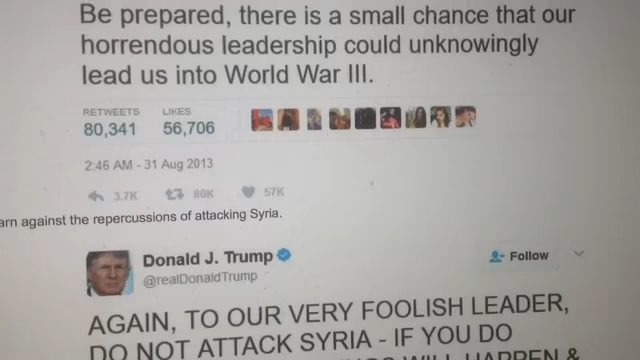 Be prepared, there is a small chance that our
horrendous leadership could unknowingly
lead us into World War III.
RETWEETS LIKES
80,341 56,706
2:46 AM - 31 Aug 2013
3.7K 80K 57K
arn against the repercussions of attacking Syria.
Donald J. Trump Follow
@realDonaldTrump
AGAIN, TO OUR VERY FOOLISH LEADER,
DO NOT ATTACK SYRIA - IF YOU DO